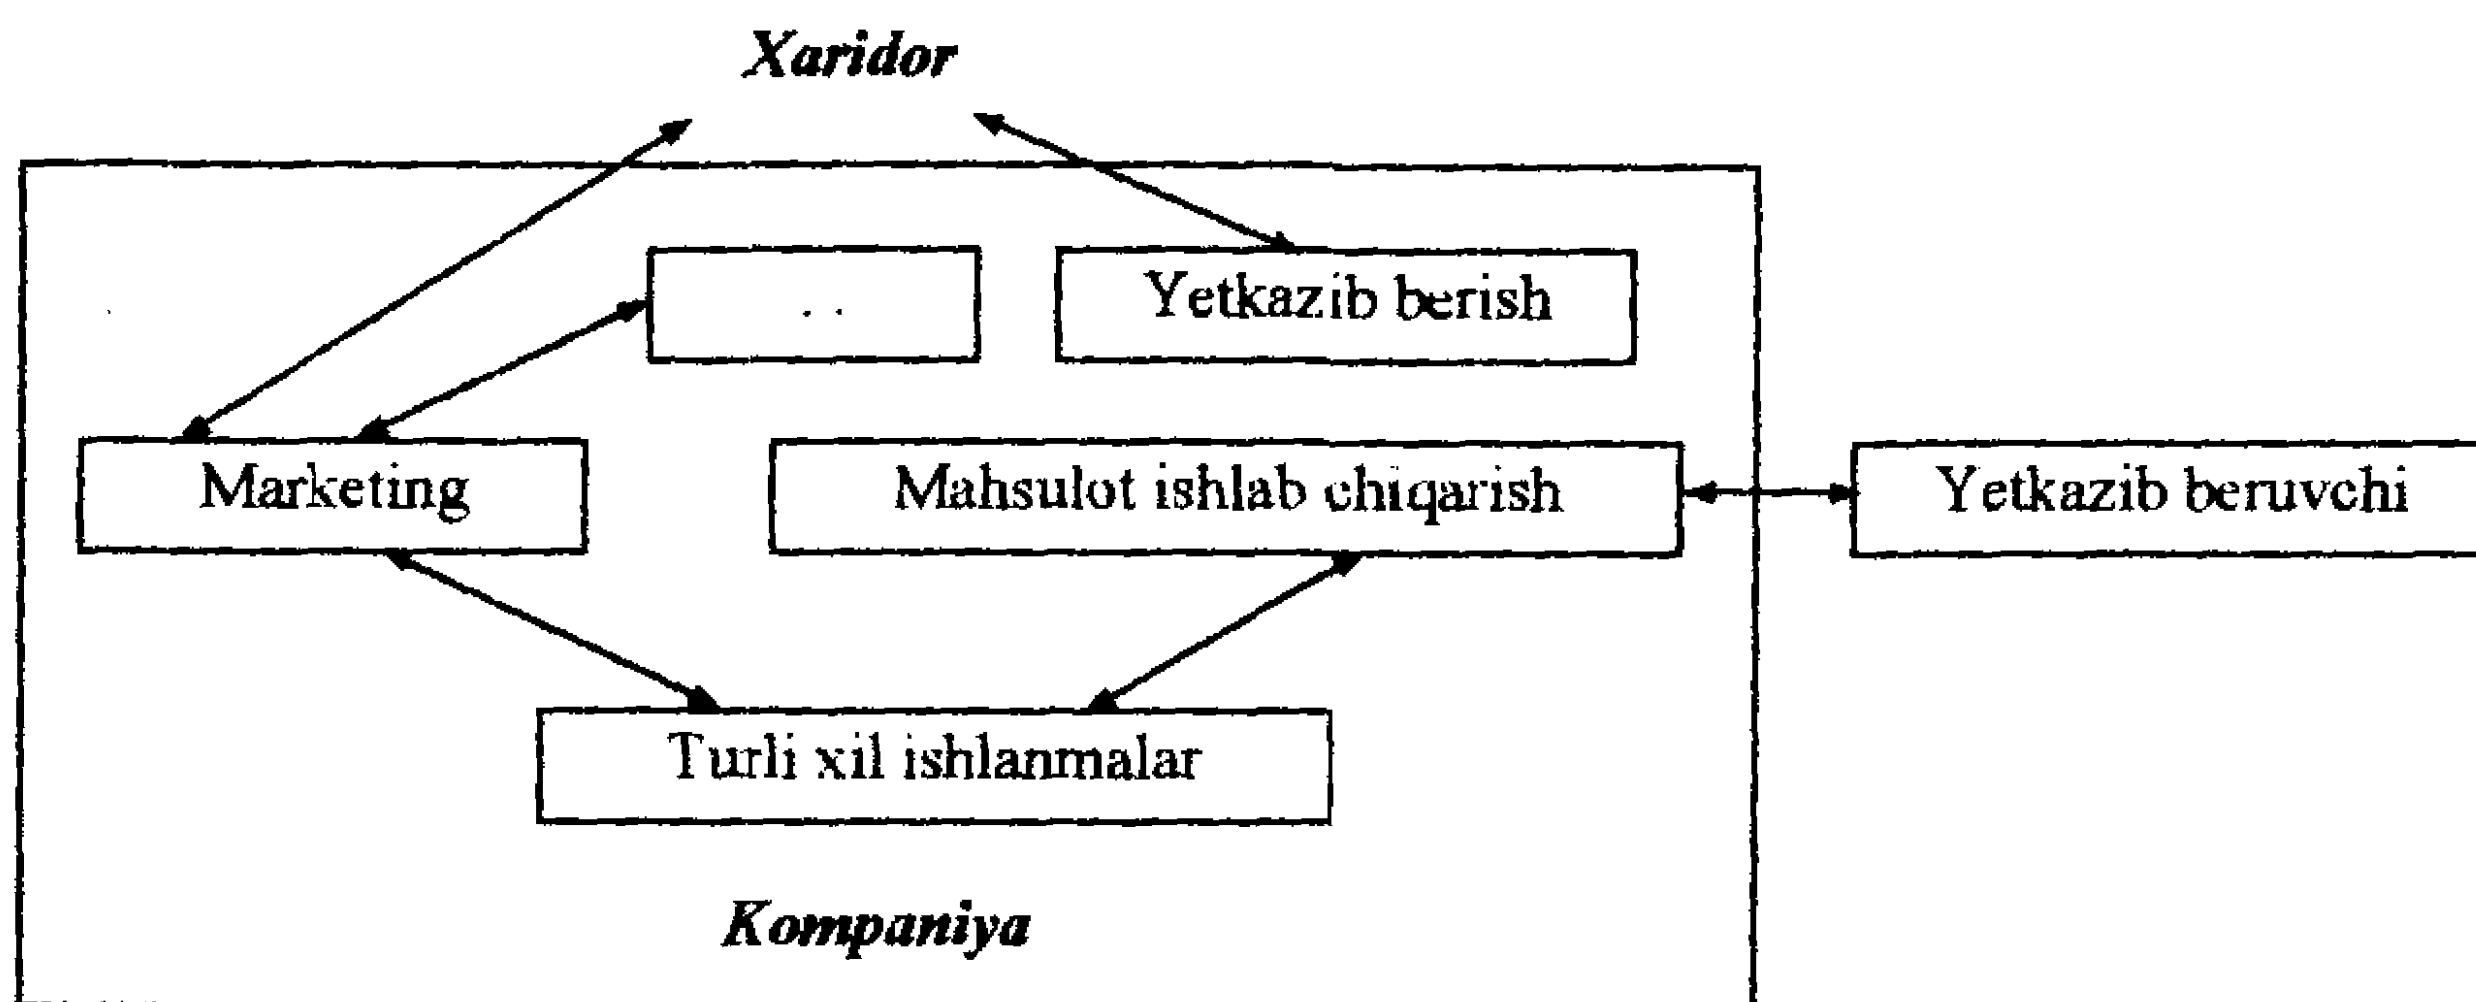 Xaridor
. .
Yetkazib berish
Marketing
Mahsulot ishlab chiqarish
Yetkazib beruvchi
Turli xil ishlanmalar
Kompaniya